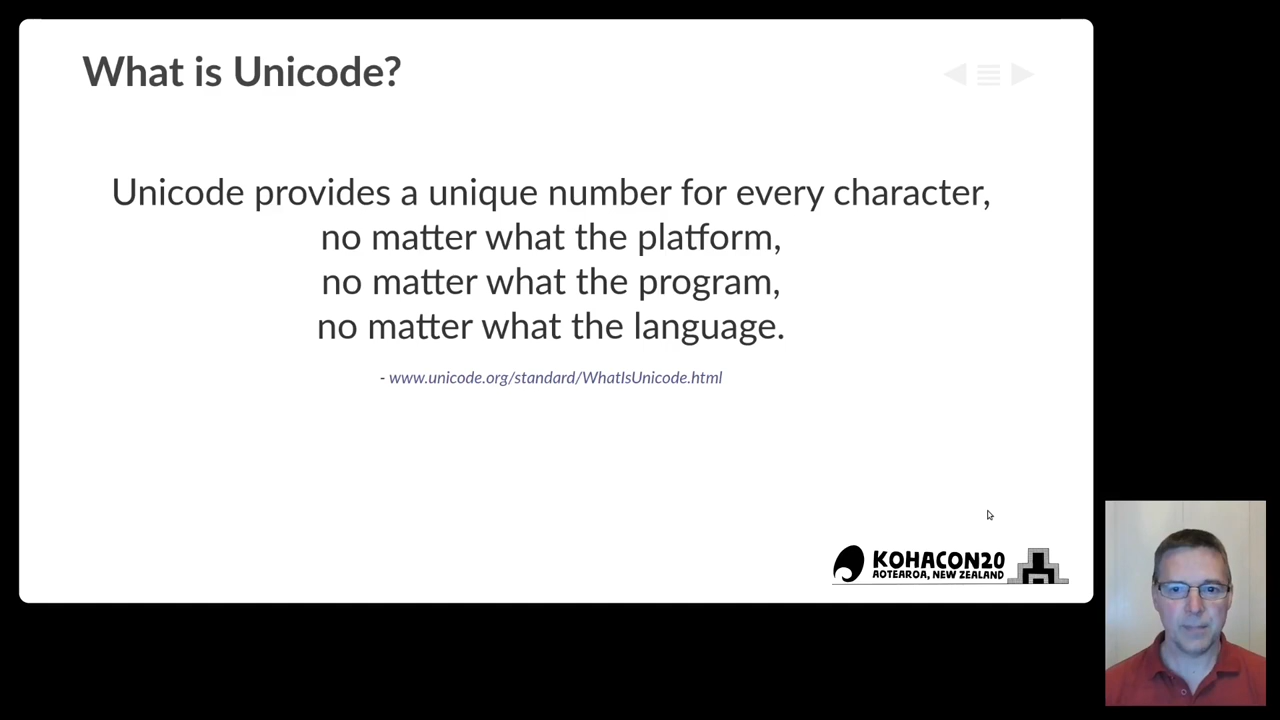 What is Unicode?
Unicode provides a unique number for every character,
no matter what the platform,
no matter what the program,
no matter what the language.
- www.unicode.org/standard/WhatIsUnicode.html
KOHACON20
AOTEAROA, NEW ZEALAND